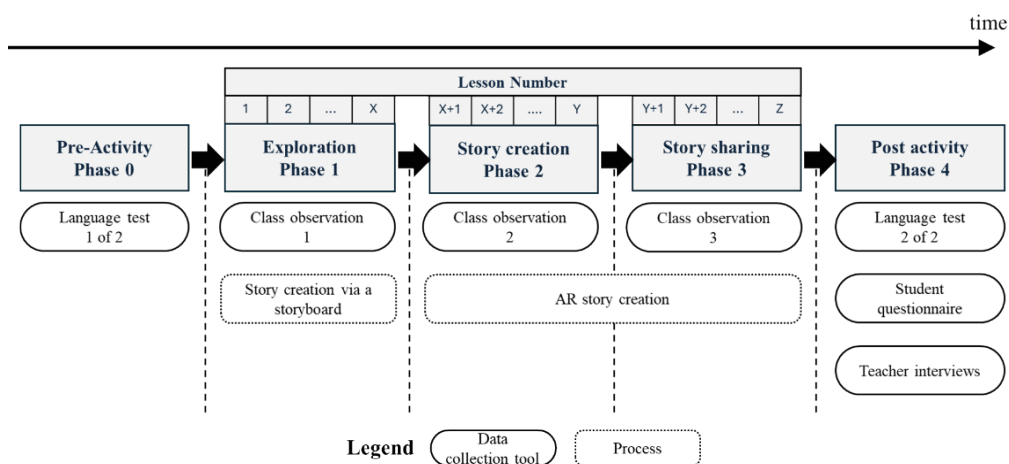 time
Lesson Number
1 2 ... X X+1 X+2 .... Y Y+1 Y+2 ... Z
Pre-Activity
Phase 0
Exploration
Phase 1
Story creation
Phase 2
Story sharing
Phase 3
Post activity
Phase 4
Language test
1 of 2
Class observation
1
Class observation
2
Class observation
3
Language test
2 of 2
Story creation via a
storyboard
AR story creation
Student
questionnaire
Teacher interviews
Legend
Data
collection tool
Process